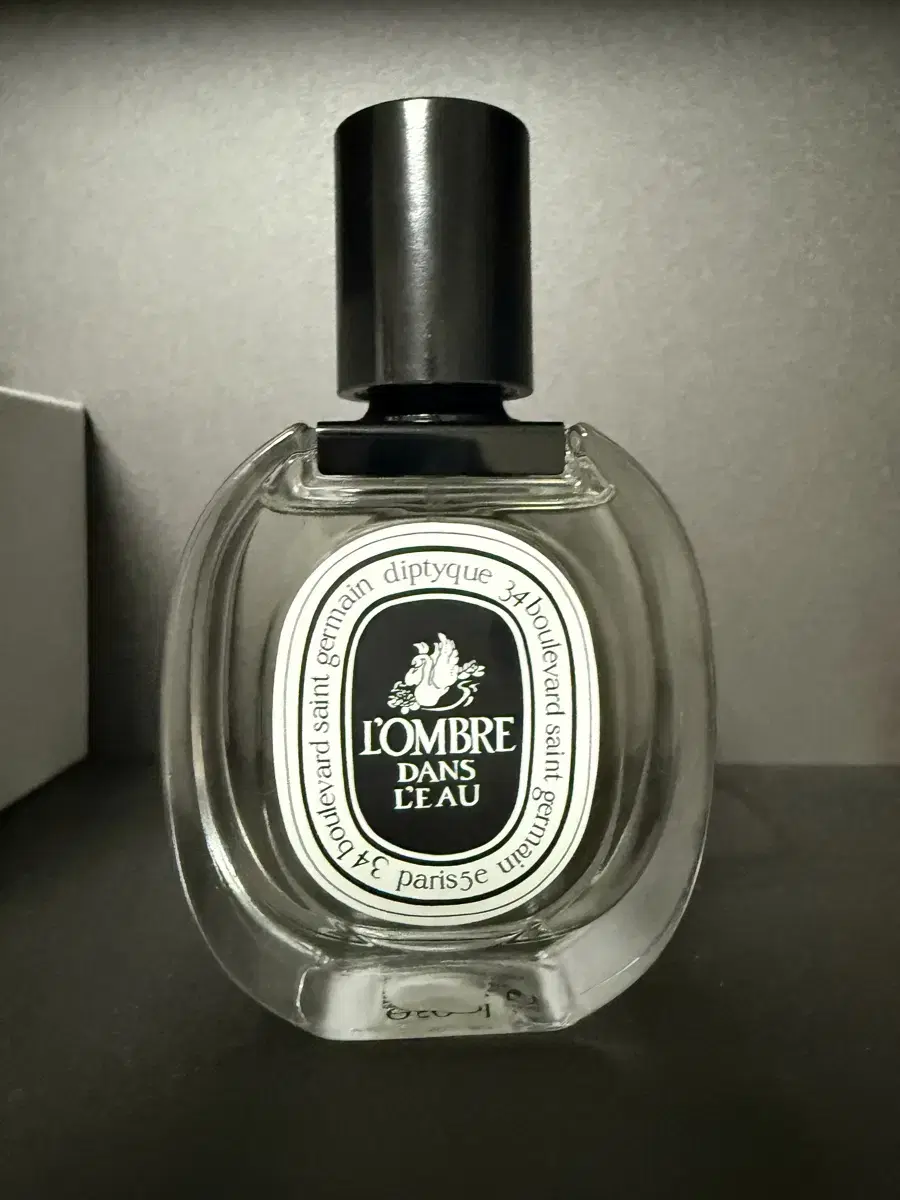 diptyque 34 boulevard saint germain paris5e 34 boulevard saint germain
L'OMBRE
DANS
L'EAU